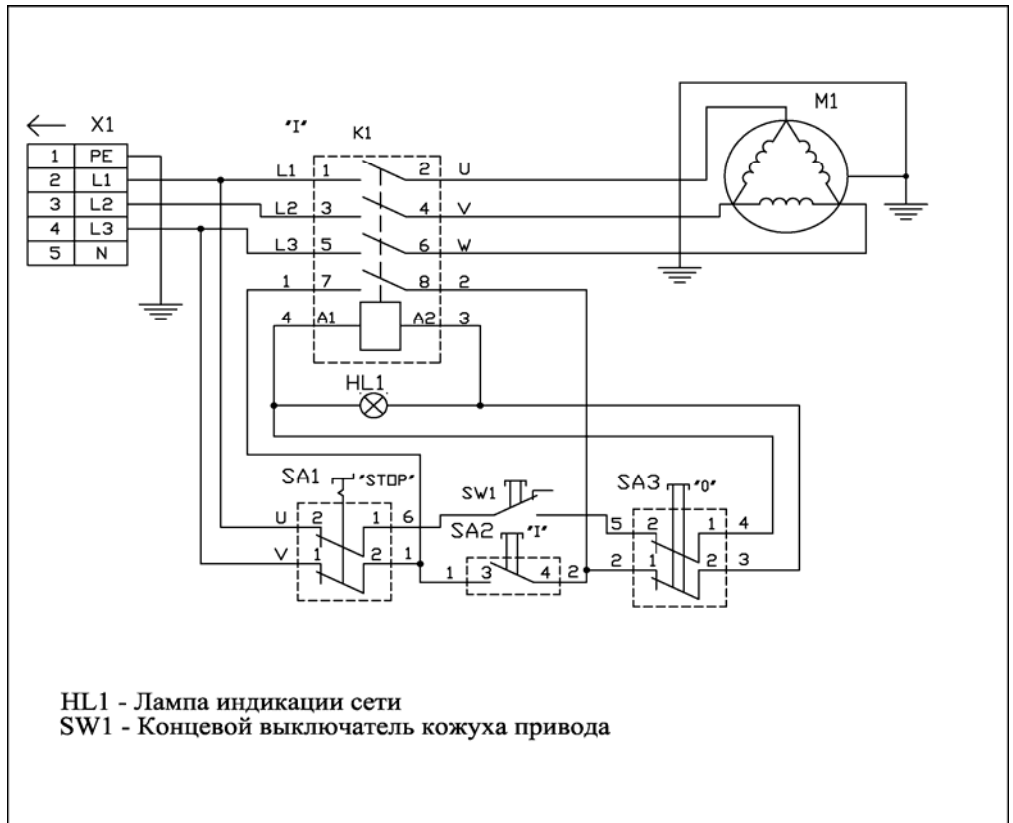 X1
"I"
K1
M1
1 PE
2 L1
3 L2
4 L3
5 N
L1 1 2 U
L2 3 4 V
L3 5 6 W
1 7 8 2
4 A1 A2 3
HL1
SA1 "STOP"
SW1
SA3 "0"
U 2 1 6
SA2 "I"
5 2 1 4
V 1 2 1
1 3 4 2
2 1 2 3
HL1 - Лампа индикации сети
SW1 - Концевой выключатель кожуха привода